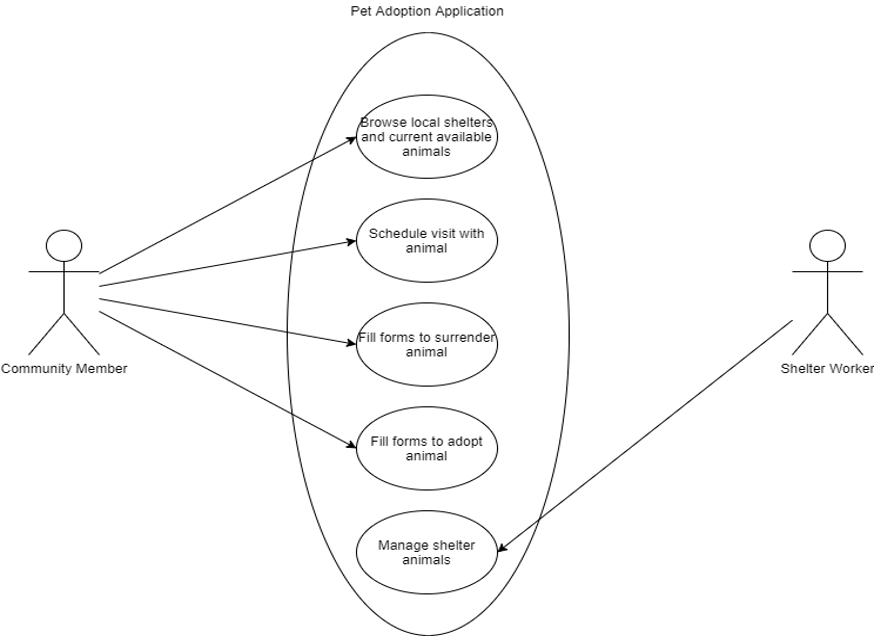 Pet Adoption Application
Browse local shelters
and current available
animals
Schedule visit with
animal
Fill forms to surrender
animal
Community Member
Shelter Worker
Fill forms to adopt
animal
Manage shelter
animals